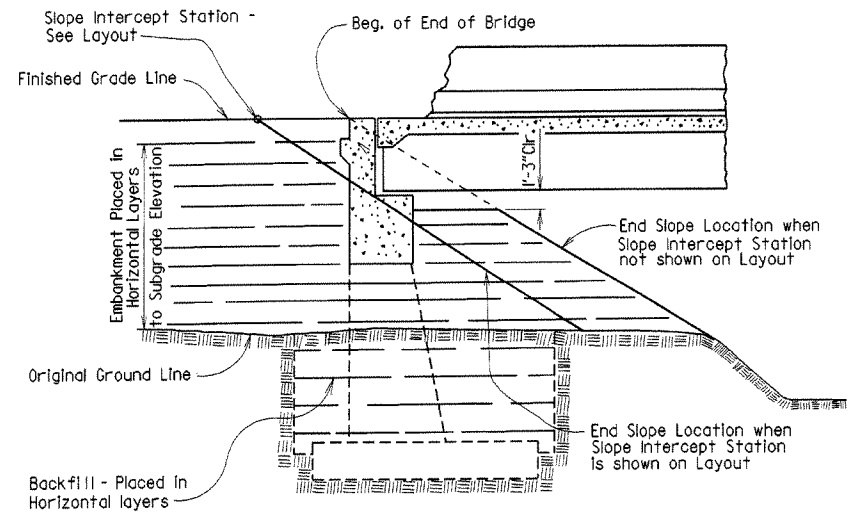 Slope Intercept Station -
See Layout
Beg. of End of Bridge
Finished Grade Line
Embankment Placed in
Horizontal Layers
to Subgrade Elevation
1'-3"Clr.
End Slope Location when
Slope Intercept Station
not shown on Layout
Original Ground Line
End Slope Location when
Slope Intercept Station
is shown on Layout
Backfill - Placed in
Horizontal layers